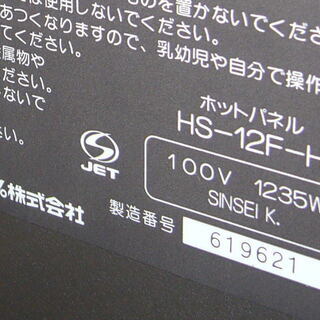 では使用しないでください。
ものを置かないでくだ
あつくなりますので、乳幼児や自分で操作
てください。
属物や
ください。
ないで
ホットパネル
HS-12F-H
JET
100V 1235W
SINSEI K.
株式会社
製造番号 619621